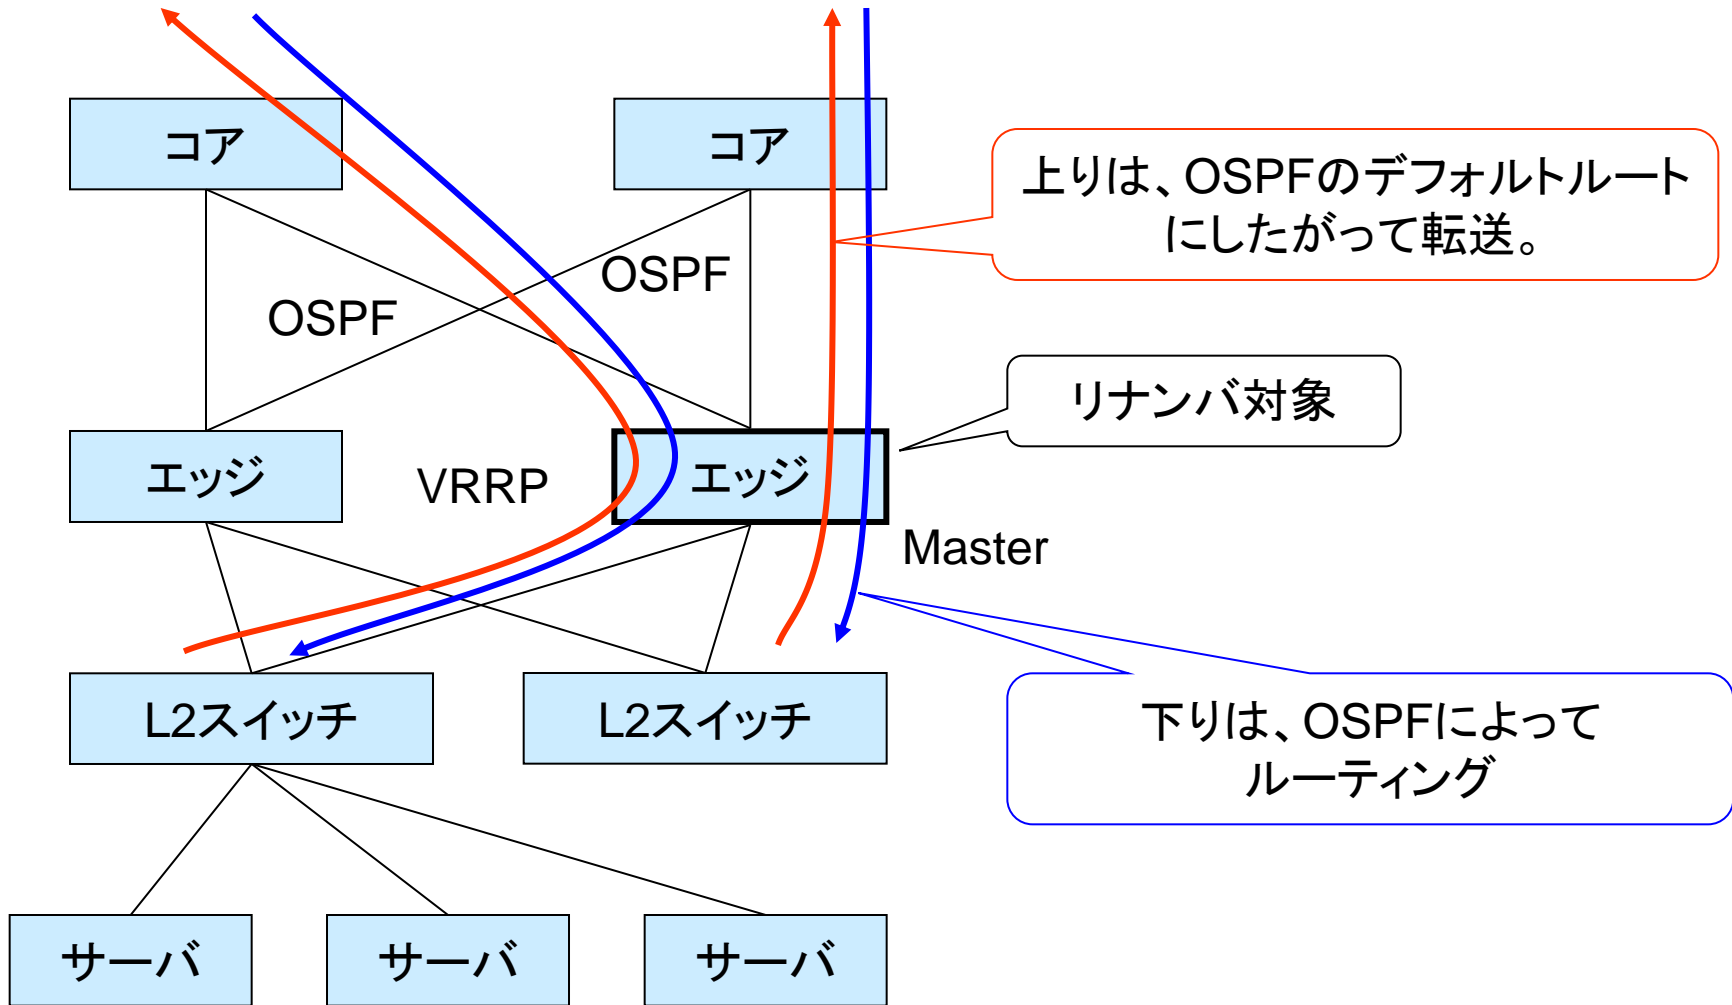 コア
コア
上りは、OSPFのデフォルトルート
にしたがって転送。
OSPF
OSPF
リナンバ対象
エッジ
VRRP
エッジ
Master
L2スイッチ
L2スイッチ
下りは、OSPFによって
ルーティング
サーバ
サーバ
サーバ